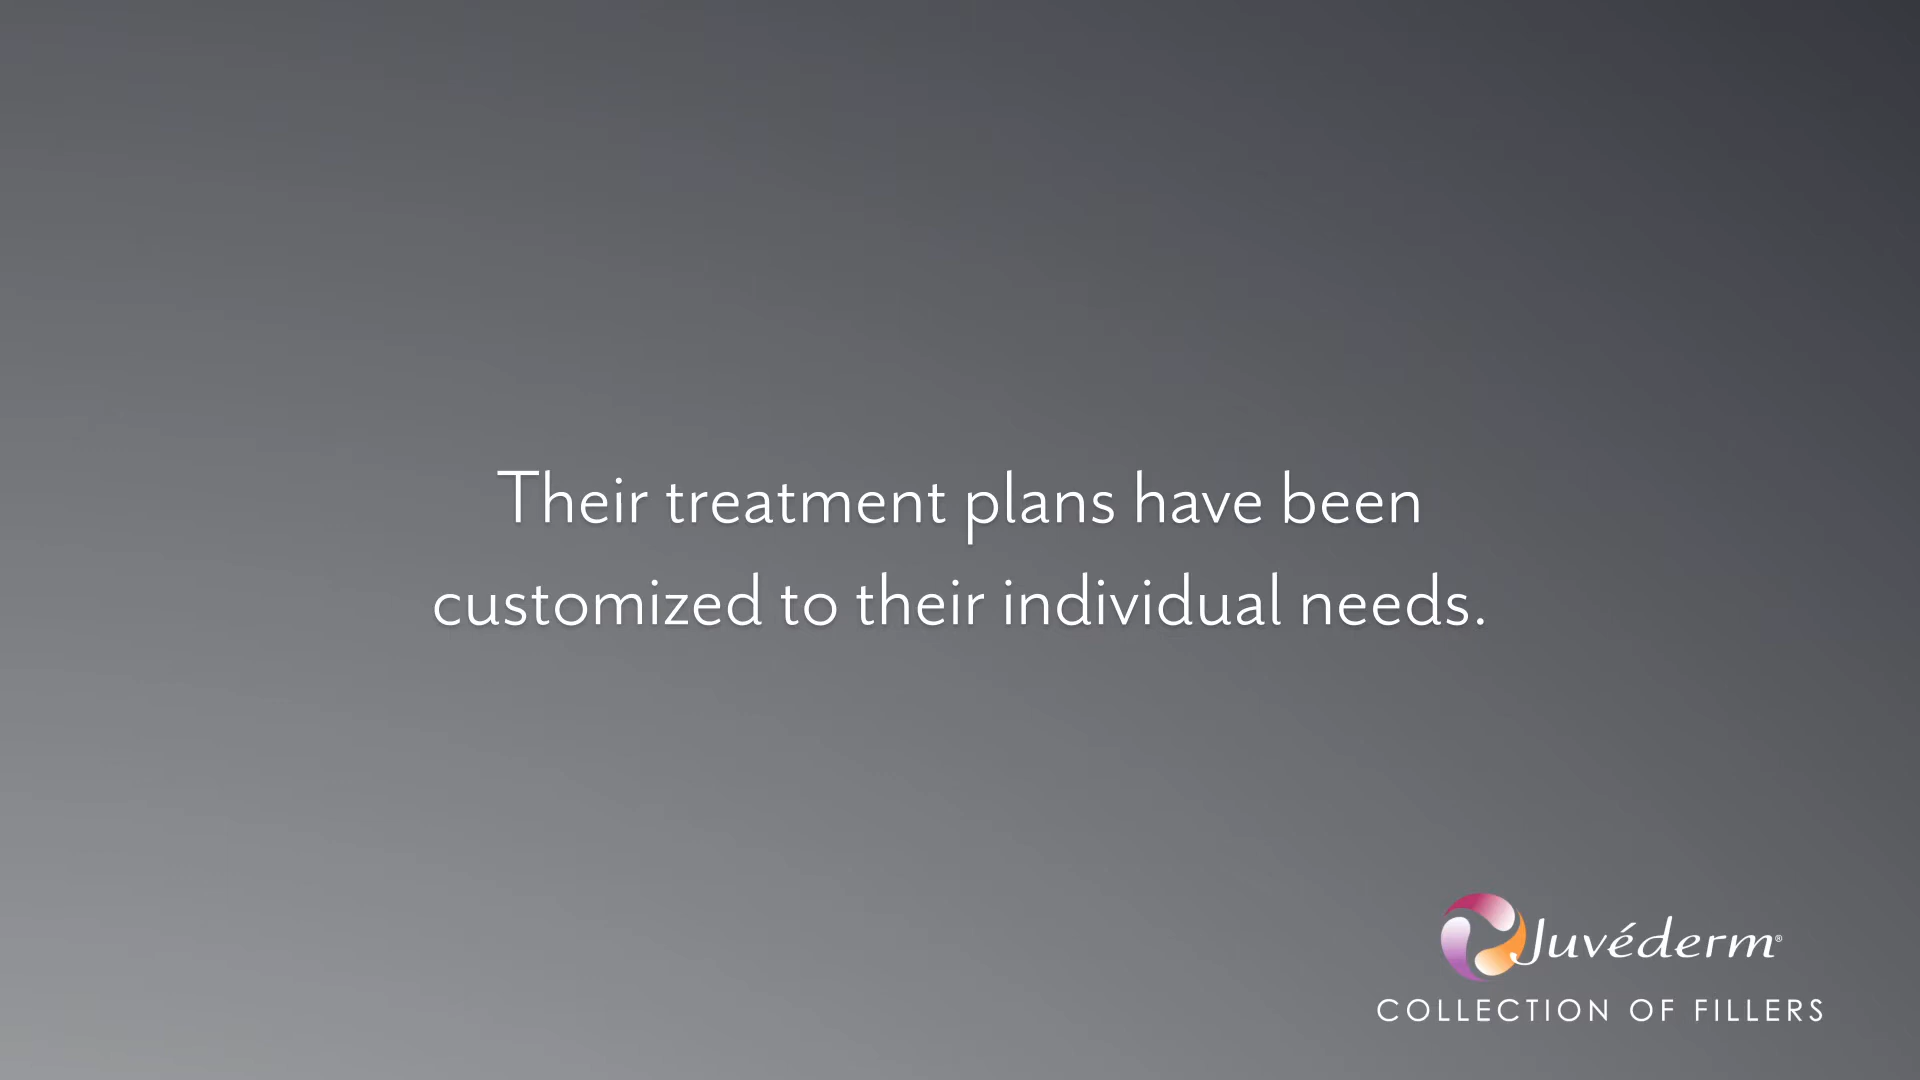 Their treatment plans have been
customized to their individual needs.
Juvéderm®
COLLECTION OF FILLERS